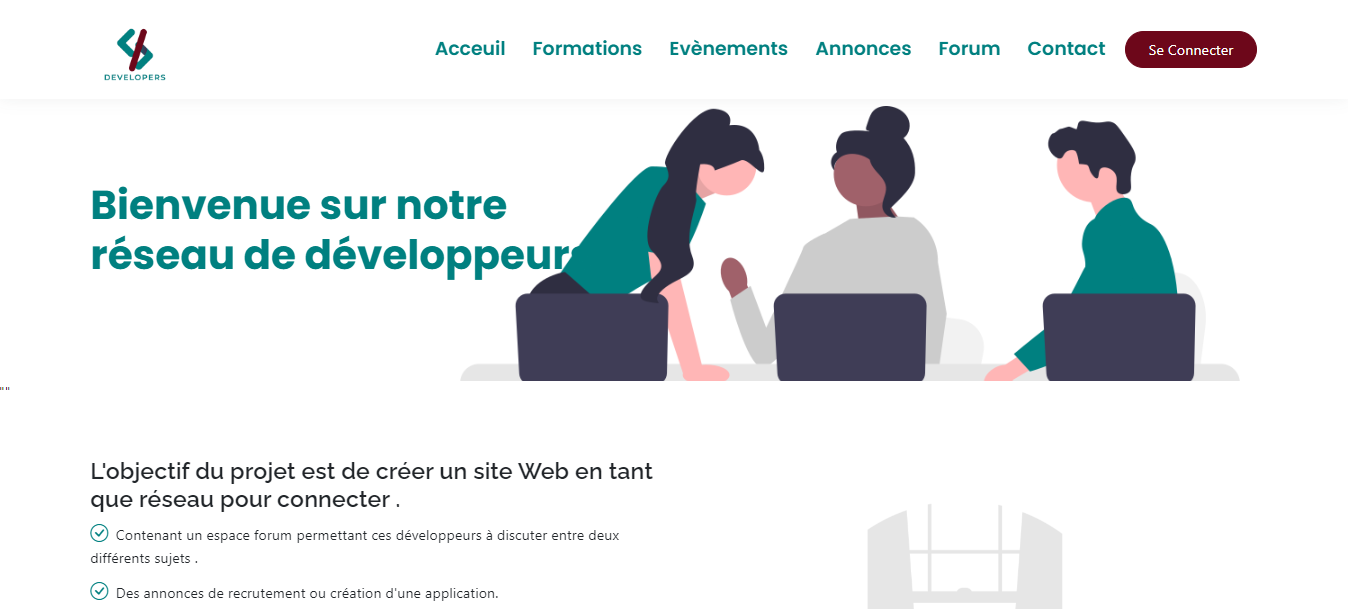 DEVELOPERS
Acceuil Formations Evènements Annonces Forum Contact Se Connecter
Bienvenue sur notre
réseau de développeurs
""
L'objectif du projet est de créer un site Web en tant
que réseau pour connecter .
Contenant un espace forum permettant ces développeurs à discuter entre deux
différents sujets .
Des annonces de recrutement ou création d'une application.